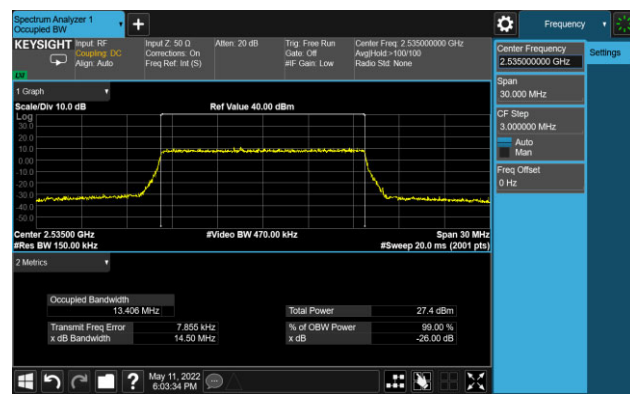 Spectrum Analyzer 1
Occupied BW
Frequency
KEYSIGHT
Input: RF
Coupling: DC
Align: Auto
Input Z: 50 Ω
Corrections: On
Freq Ref: Int (S)
Atten: 20 dB
Trig: Free Run
Gate: Off
#IF Gain: Low
Center Freq: 2.535000000 GHz
Avg|Hold:>100/100
Radio Std: None
Center Frequency
2.535000000 GHz
Settings
Span
30.000 MHz
CF Step
3.000000 MHz
Auto
Man
Freq Offset
0 Hz
1 Graph
Scale/Div 10.0 dB
Ref Value 40.00 dBm
Log
30.0
20.0
10.0
0.00
-10.0
-20.0
-30.0
-40.0
-50.0
Center 2.53500 GHz
#Video BW 470.00 kHz
Span 30 MHz
#Res BW 150.00 kHz
#Sweep 20.0 ms (2001 pts)
2 Metrics
Occupied Bandwidth
13.406 MHz
Total Power 27.4 dBm
Transmit Freq Error 7.855 kHz
% of OBW Power 99.00 %
x dB Bandwidth 14.50 MHz
x dB -26.00 dB
?
May 11, 2022
6:03:34 PM